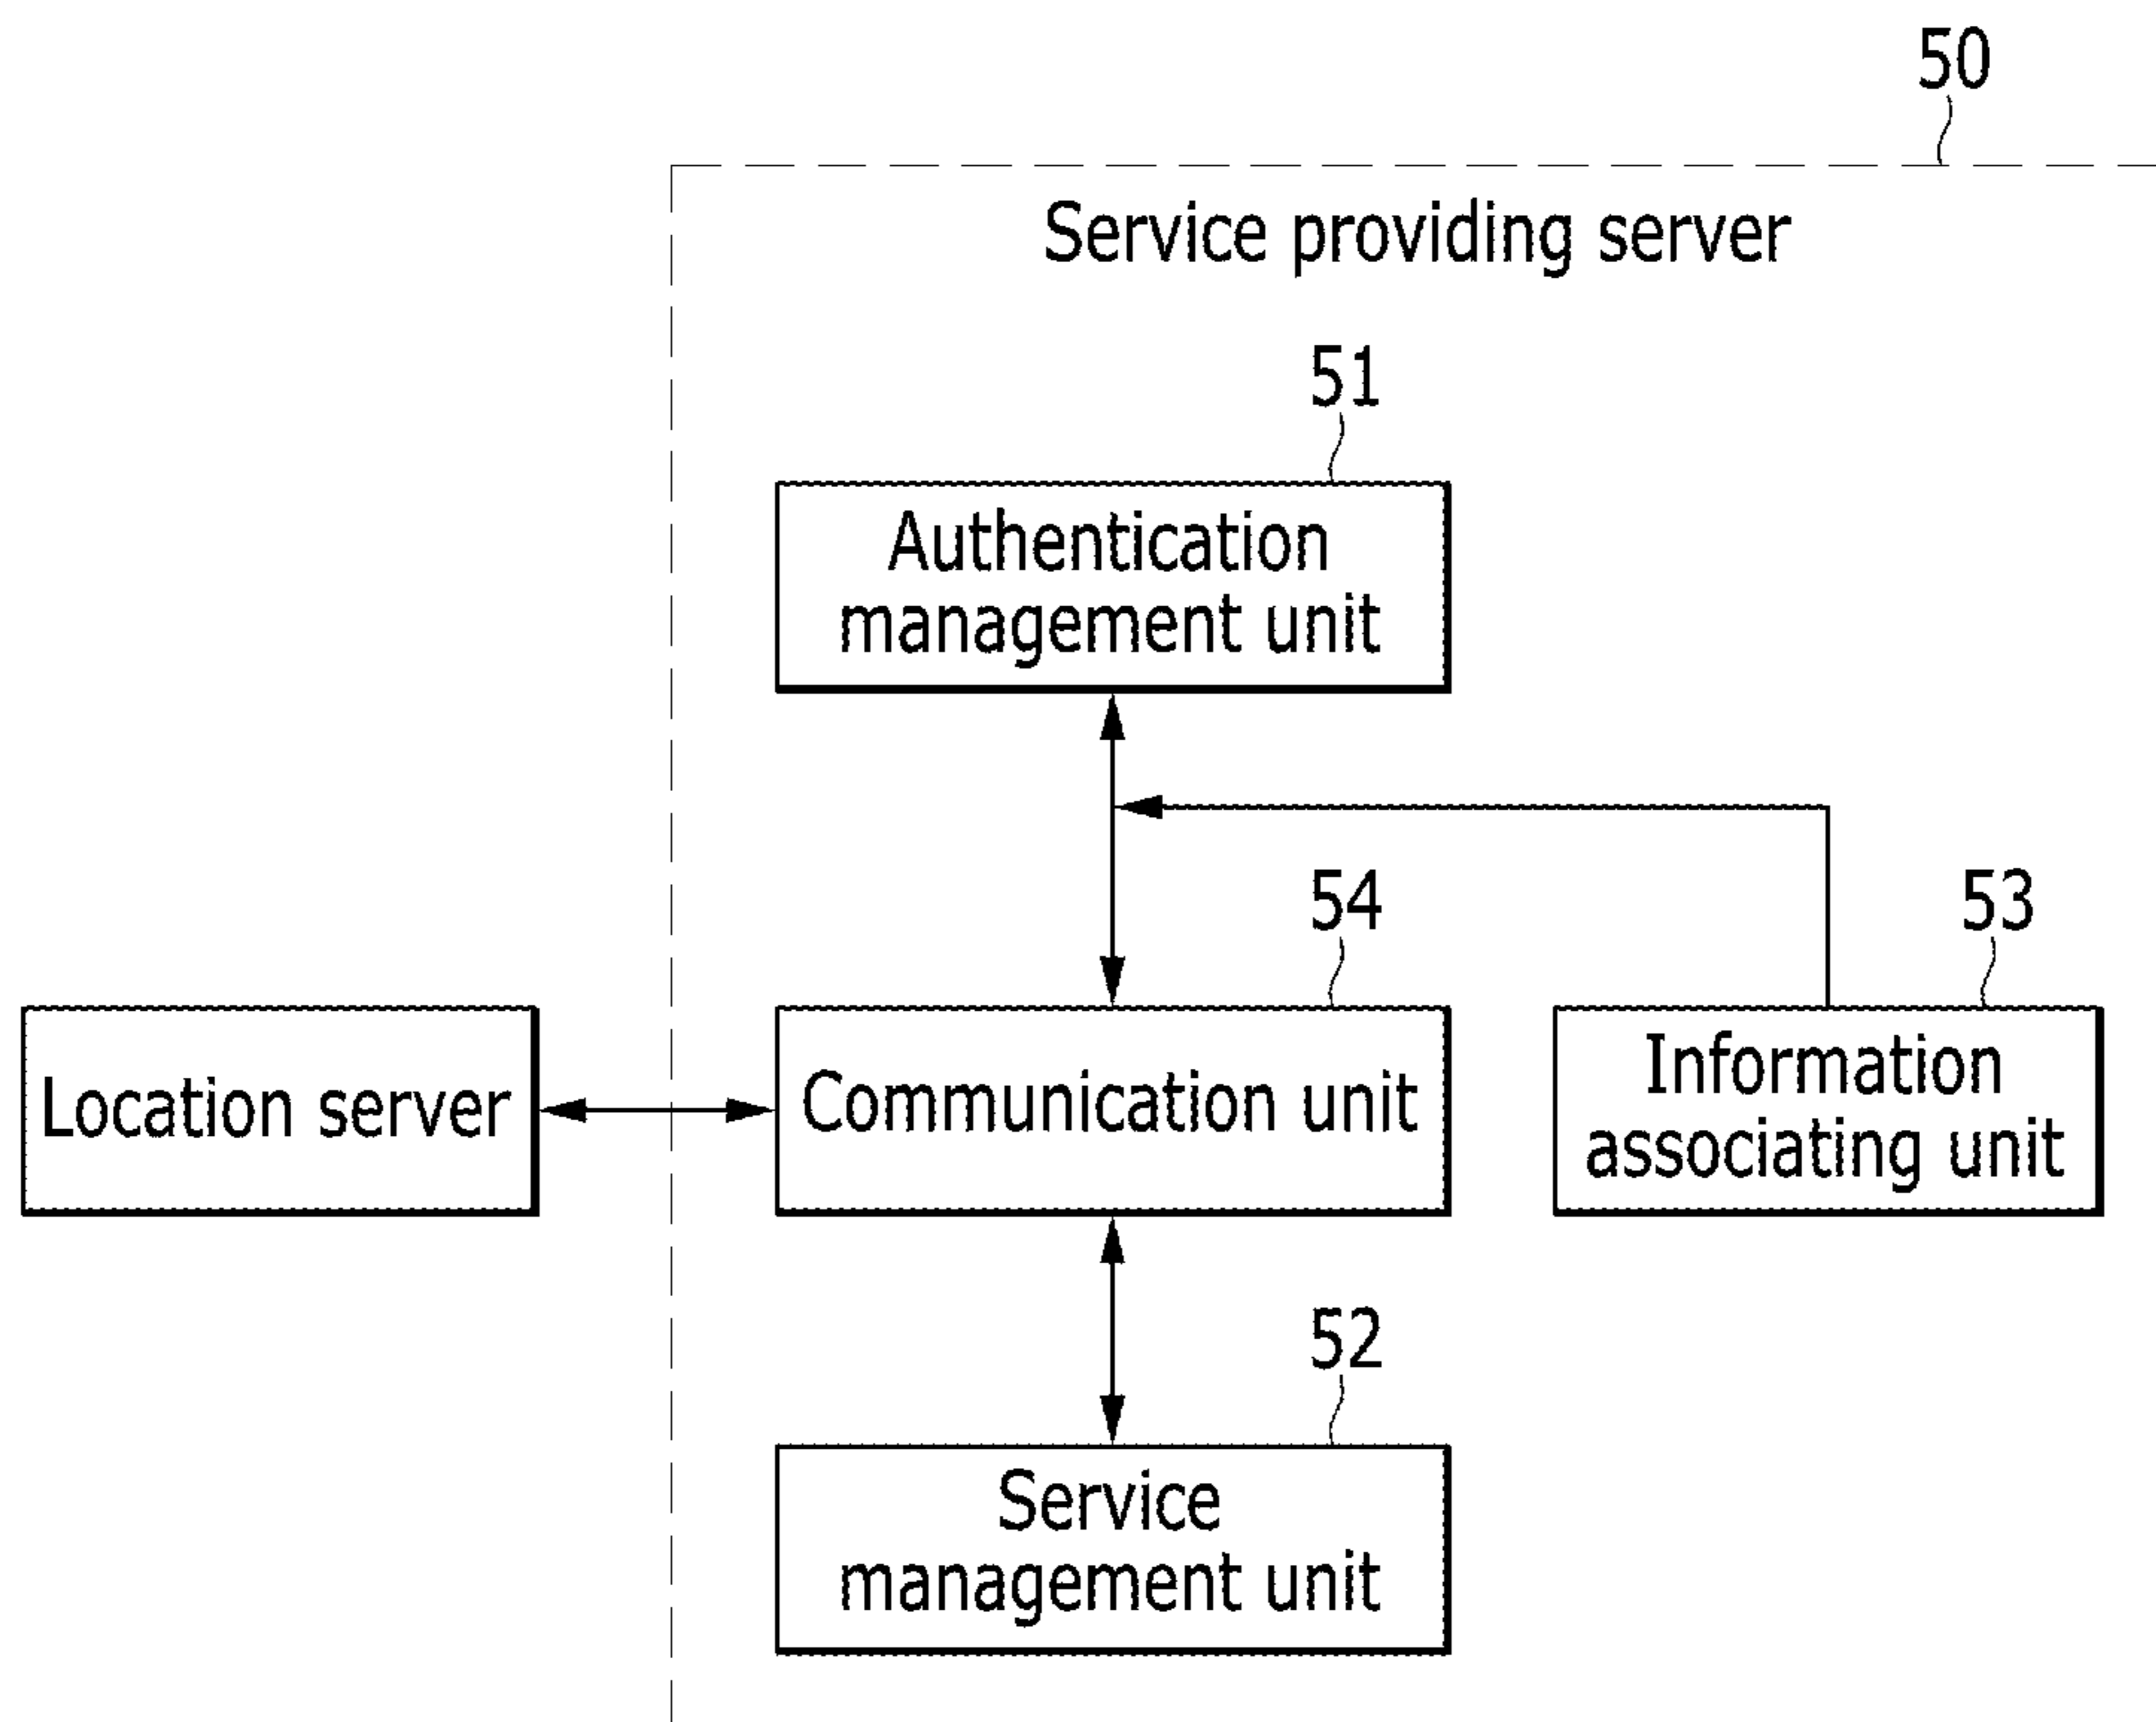 50
Service providing server
51
Authentication
management unit
54
53
Location server
Communication unit
Information
associating unit
52
Service
management unit